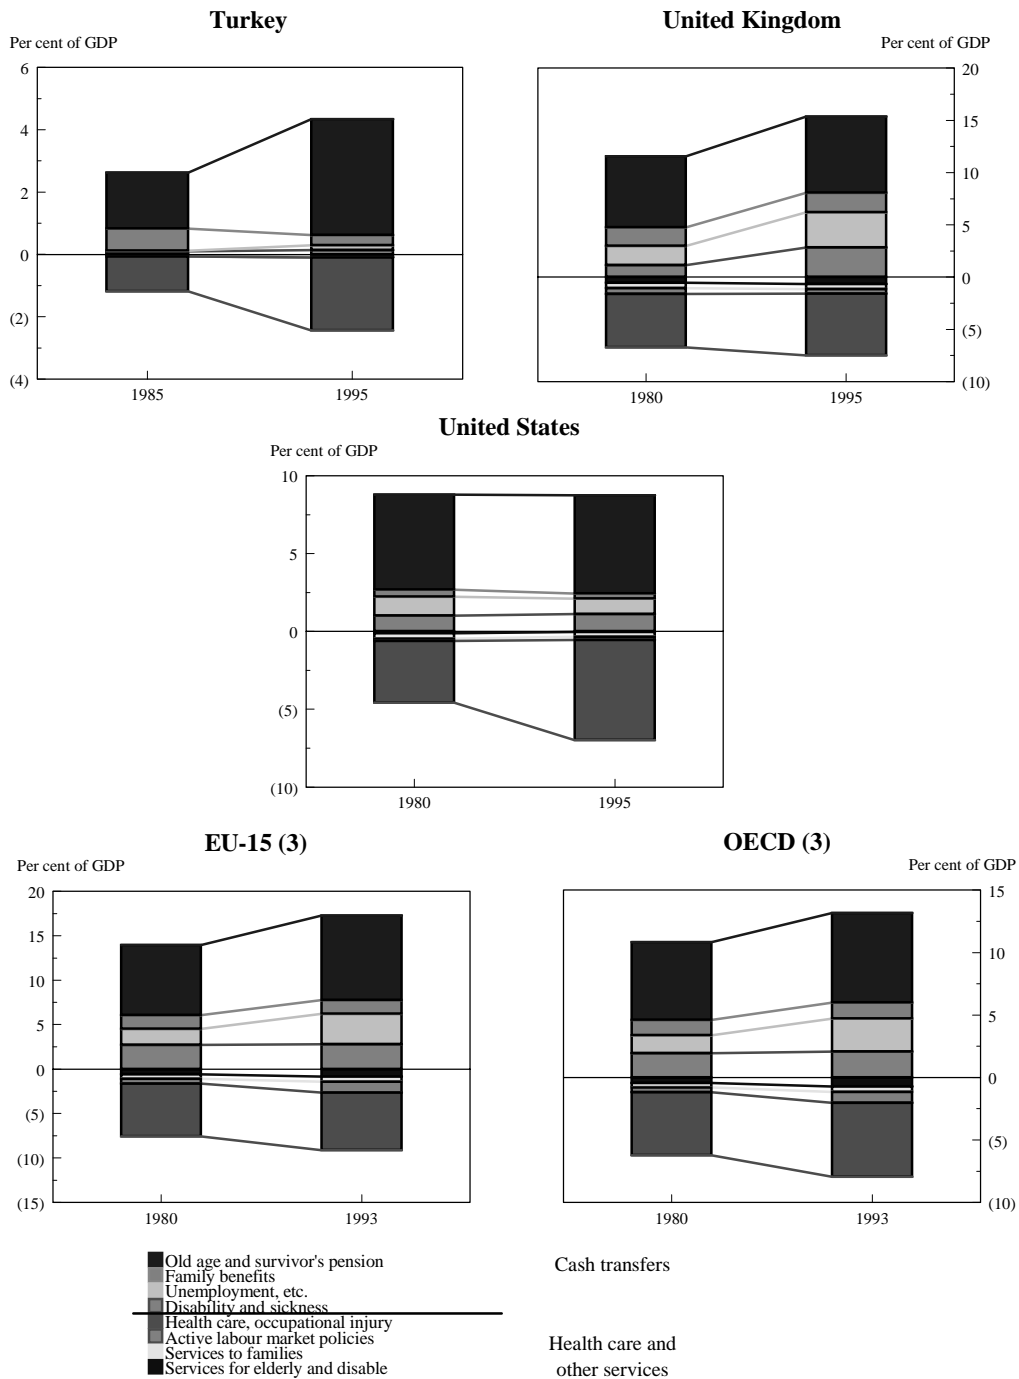 Turkey
Per cent of GDP
6
4
2
0
(2)
(4)
1985 1995
United Kingdom
Per cent of GDP
20
15
10
5
0
(5)
(10)
1980 1995
United States
Per cent of GDP
10
5
0
(5)
(10)
1980 1995
EU-15 (3)
Per cent of GDP
20
15
10
5
0
(5)
(10)
(15)
1980 1993
OECD (3)
Per cent of GDP
15
10
5
0
(5)
(10)
1980 1993
Old age and survivor's pension
Family benefits
Unemployment, etc.
Disability and sickness
Health care, occupational injury
Active labour market policies
Services to families
Services for elderly and disable
Cash transfers
Health care and
other services